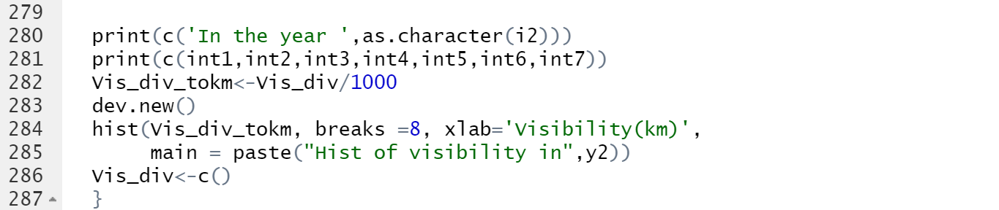 279
280 print(c('In the year ',as.character(i2)))
281 print(c(int1,int2,int3,int4,int5,int6,int7))
282 Vis_div_tokm<-Vis_div/1000
283 dev.new()
284 hist(Vis_div_tokm, breaks =8, xlab='Visibility(km)',
285 main = paste("Hist of visibility in",y2))
286 Vis_div<-c()
287 }